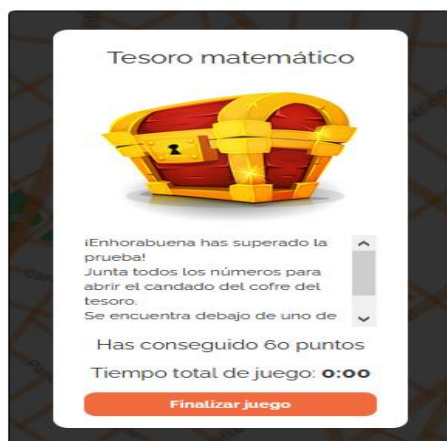 Tesoro matemático
¡Enhorabuena has superado la
prueba!
Junta todos los números para
abrir el candado del cofre del
tesoro.
Se encuentra debajo de uno de
Has conseguido 60 puntos
Tiempo total de juego: 0:00
Finalizar juego